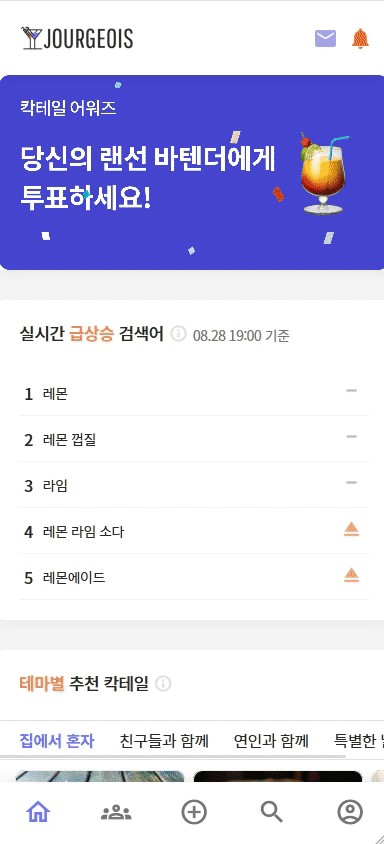 JOURGEOIS
칵테일 어워즈
당신의 랜선 바텐더에게
투표하세요!
실시간 급상승 검색어 08.28 19:00 기준
1 레몬
2 레몬 껍질
3 라임
4 레몬 라임 소다
5 레몬에이드
테마별 추천 칵테일
집에서 혼자 친구들과 함께 연인과 함께 특별한